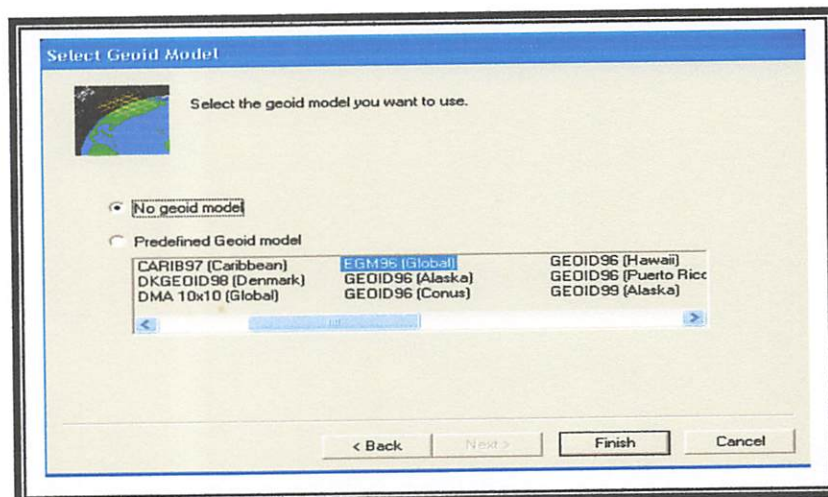 Select Geoid Model
Select the geoid model you want to use.
No geoid model
Predefined Geoid model
CARIB97 (Caribbean)
DKGEOID98 (Denmark)
DMA 10x10 (Global)
EGM96 (Global)
GEOID96 (Alaska)
GEOID96 (Conus)
GEOID96 (Hawaii)
GEOID96 (Puerto Ricc
GEOID99 (Alaska)
< Back
Next >
Finish
Cancel